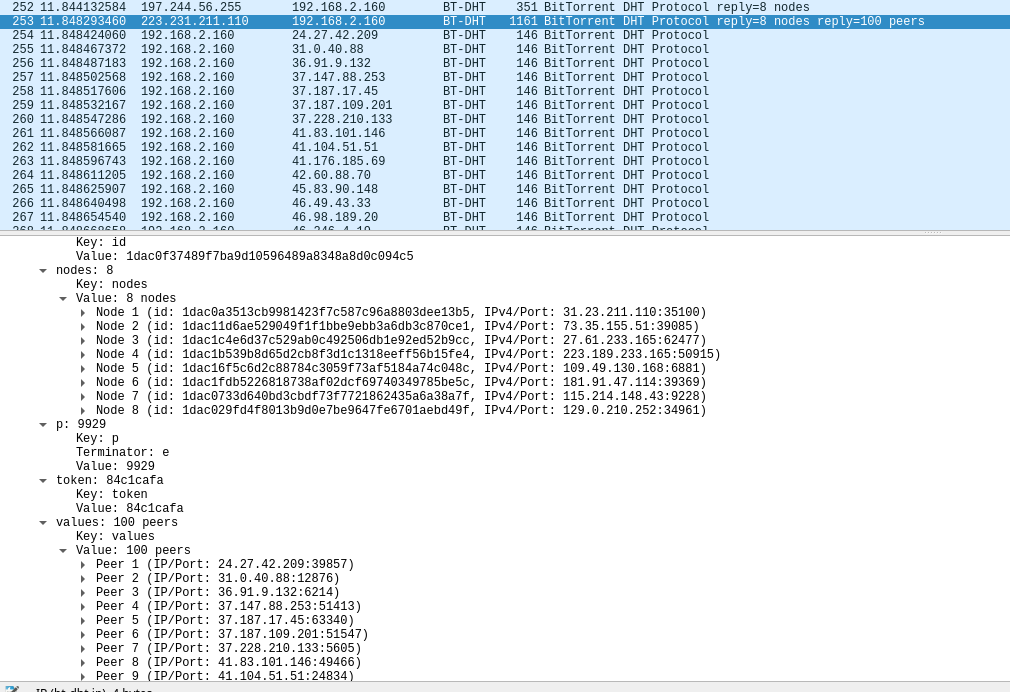 252 11.844132584 197.244.56.255 192.168.2.160 BT-DHT 351 BitTorrent DHT Protocol reply=8 nodes
253 11.848293460 223.231.211.110 192.168.2.160 BT-DHT 1161 BitTorrent DHT Protocol reply=8 nodes reply=100 peers
254 11.848424060 192.168.2.160 24.27.42.209 BT-DHT 146 BitTorrent DHT Protocol
255 11.848467372 192.168.2.160 31.0.40.88 BT-DHT 146 BitTorrent DHT Protocol
256 11.848487183 192.168.2.160 36.91.9.132 BT-DHT 146 BitTorrent DHT Protocol
257 11.848502568 192.168.2.160 37.147.88.253 BT-DHT 146 BitTorrent DHT Protocol
258 11.848517606 192.168.2.160 37.187.17.45 BT-DHT 146 BitTorrent DHT Protocol
259 11.848532167 192.168.2.160 37.187.109.201 BT-DHT 146 BitTorrent DHT Protocol
260 11.848547286 192.168.2.160 37.228.210.133 BT-DHT 146 BitTorrent DHT Protocol
261 11.848566087 192.168.2.160 41.83.101.146 BT-DHT 146 BitTorrent DHT Protocol
262 11.848581665 192.168.2.160 41.104.51.51 BT-DHT 146 BitTorrent DHT Protocol
263 11.848596743 192.168.2.160 41.176.185.69 BT-DHT 146 BitTorrent DHT Protocol
264 11.848611205 192.168.2.160 42.60.88.70 BT-DHT 146 BitTorrent DHT Protocol
265 11.848625907 192.168.2.160 45.83.90.148 BT-DHT 146 BitTorrent DHT Protocol
266 11.848640498 192.168.2.160 46.49.43.33 BT-DHT 146 BitTorrent DHT Protocol
267 11.848654540 192.168.2.160 46.98.189.20 BT-DHT 146 BitTorrent DHT Protocol
Key: id
Value: 1dac0f37489f7ba9d10596489a8348a8d0c094c5
nodes: 8
Key: nodes
Value: 8 nodes
Node 1 (id: 1dac0a3513cb9981423f7c587c96a8803dee13b5, IPv4/Port: 31.23.211.110:35100)
Node 2 (id: 1dac11d6ae529049f1f1bbe9ebb3a6db3c870ce1, IPv4/Port: 73.35.155.51:39085)
Node 3 (id: 1dac1c4e6d37c529ab0c492506db1e92ed52b9cc, IPv4/Port: 27.61.233.165:62477)
Node 4 (id: 1dac1b539b8d65d2cb8f3d1c1318eeff56b15fe4, IPv4/Port: 223.189.233.165:50915)
Node 5 (id: 1dac16f5c6d2c88784c3059f73af5184a74c048c, IPv4/Port: 109.49.130.168:6881)
Node 6 (id: 1dac1fdb5226818738af02dcf69740349785be5c, IPv4/Port: 181.91.47.114:39369)
Node 7 (id: 1dac0733d640bd3cbdf73f7721862435a6a38a7f, IPv4/Port: 115.214.148.43:9228)
Node 8 (id: 1dac029fd4f8013b9d0e7be9647fe6701aebd49f, IPv4/Port: 129.0.210.252:34961)
p: 9929
Key: p
Terminator: e
Value: 9929
token: 84c1cafa
Key: token
Value: 84c1cafa
values: 100 peers
Key: values
Value: 100 peers
Peer 1 (IP/Port: 24.27.42.209:39857)
Peer 2 (IP/Port: 31.0.40.88:12876)
Peer 3 (IP/Port: 36.91.9.132:6214)
Peer 4 (IP/Port: 37.147.88.253:51413)
Peer 5 (IP/Port: 37.187.17.45:63340)
Peer 6 (IP/Port: 37.187.109.201:51547)
Peer 7 (IP/Port: 37.228.210.133:5605)
Peer 8 (IP/Port: 41.83.101.146:49466)
Peer 9 (IP/Port: 41.104.51.51:24834)